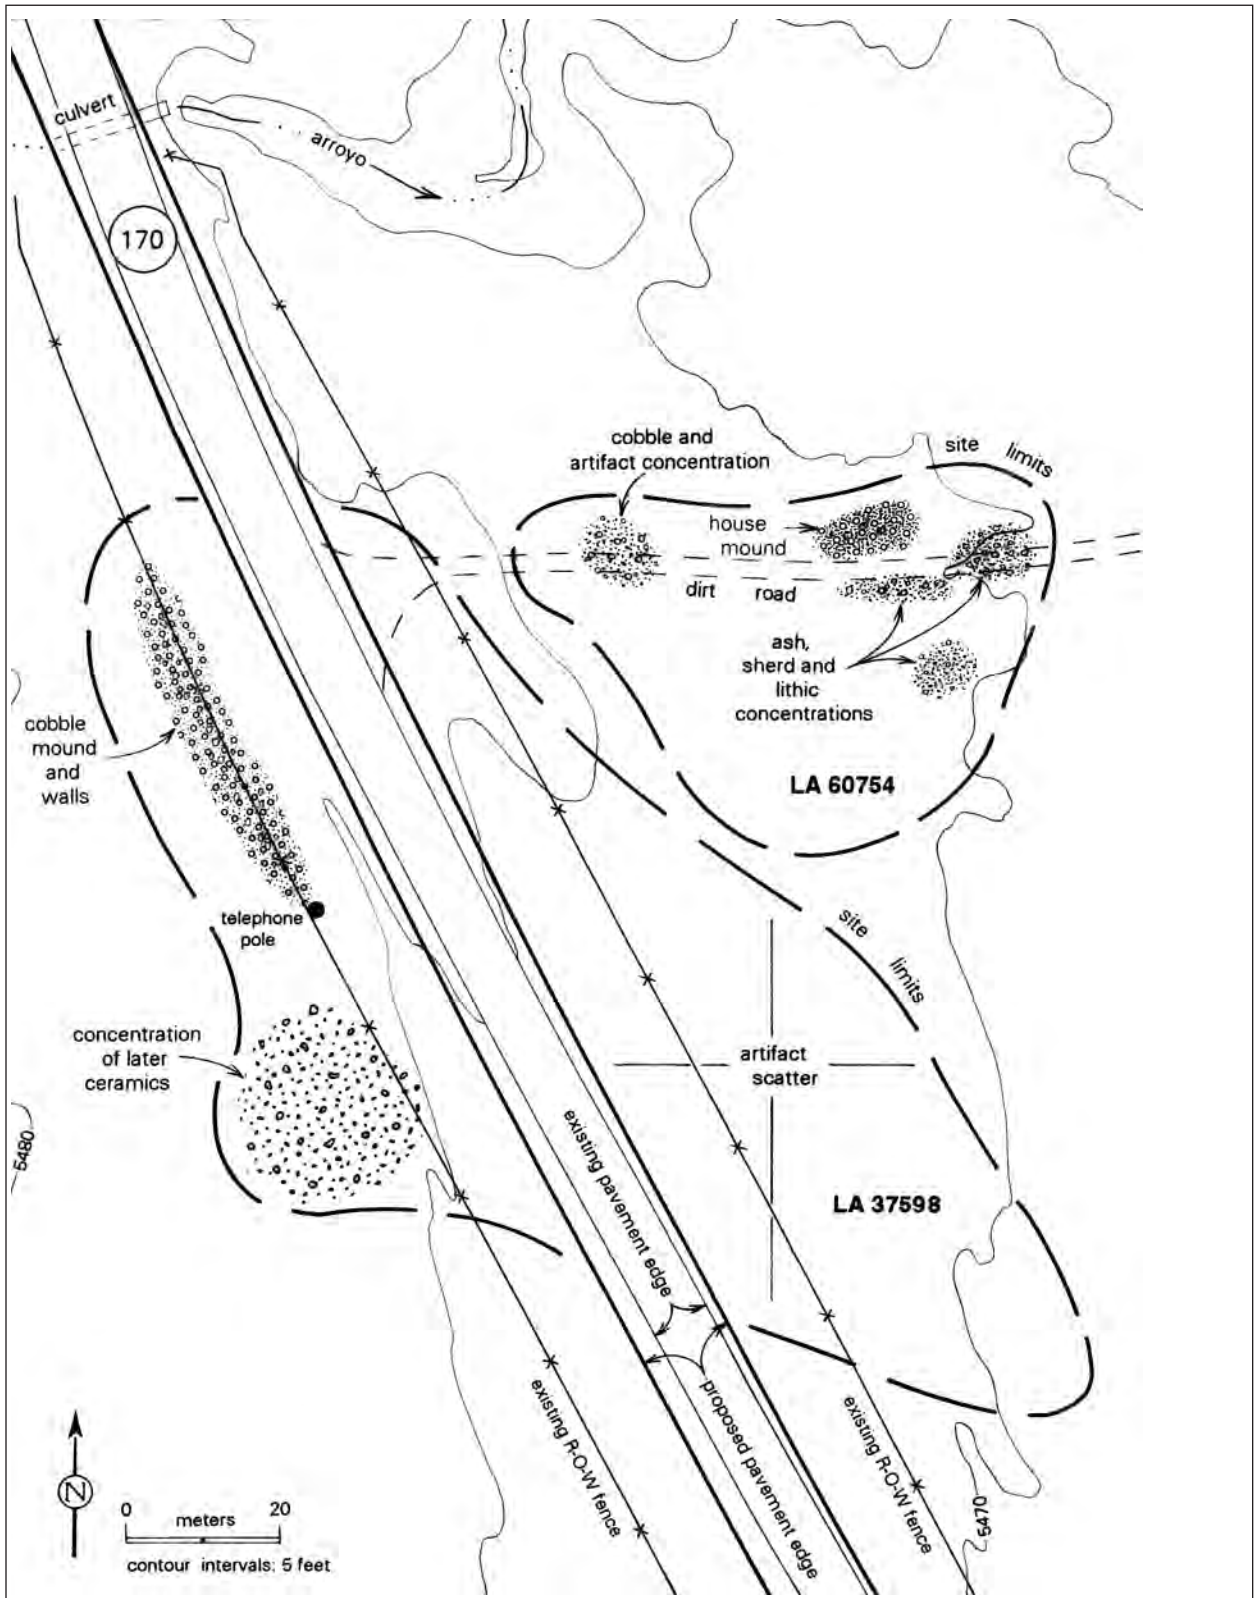 culvert
arroyo
170
cobble and
artifact concentration
site
limits
house
mound
dirt road
ash,
sherd and
lithic
concentrations
LA 60754
cobble
mound
and
walls
telephone
pole
site
limits
concentration
of later
ceramics
artifact
scatter
5480
existing pavement edge
LA 37598
existing R-O-W fence
proposed pavement edge
existing R-O-W fence
5470
N
0 20
meters
contour intervals: 5 feet